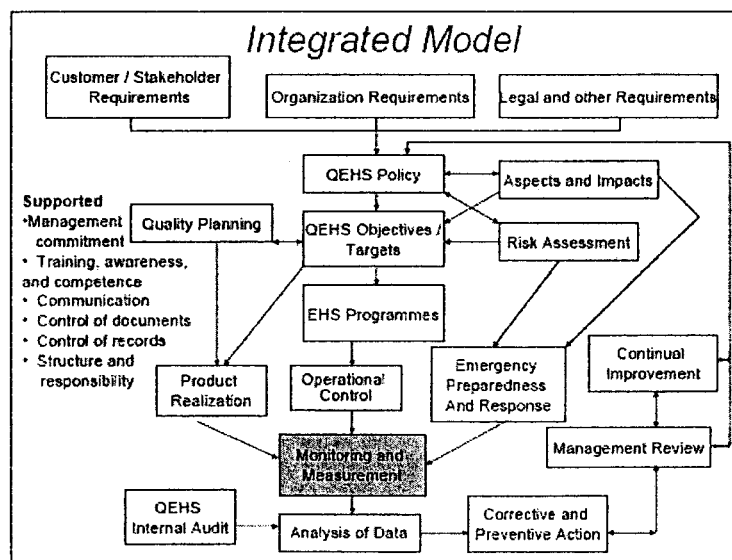 Integrated Model
Customer / Stakeholder
Requirements
Organization Requirements
Legal and other Requirements
QEHS Policy
Aspects and Impacts
Supported
•Management
commitment
• Training, awareness,
and competence
• Communication
• Control of documents
• Control of records
• Structure and
responsibility
Quality Planning
QEHS Objectives /
Targets
Risk Assessment
EHS Programmes
Product
Realization
Operational
Control
Emergency
Preparedness
And Response
Continual
Improvement
Monitoring and
Measurement
Management Review
QEHS
Internal Audit
Analysis of Data
Corrective and
Preventive Action